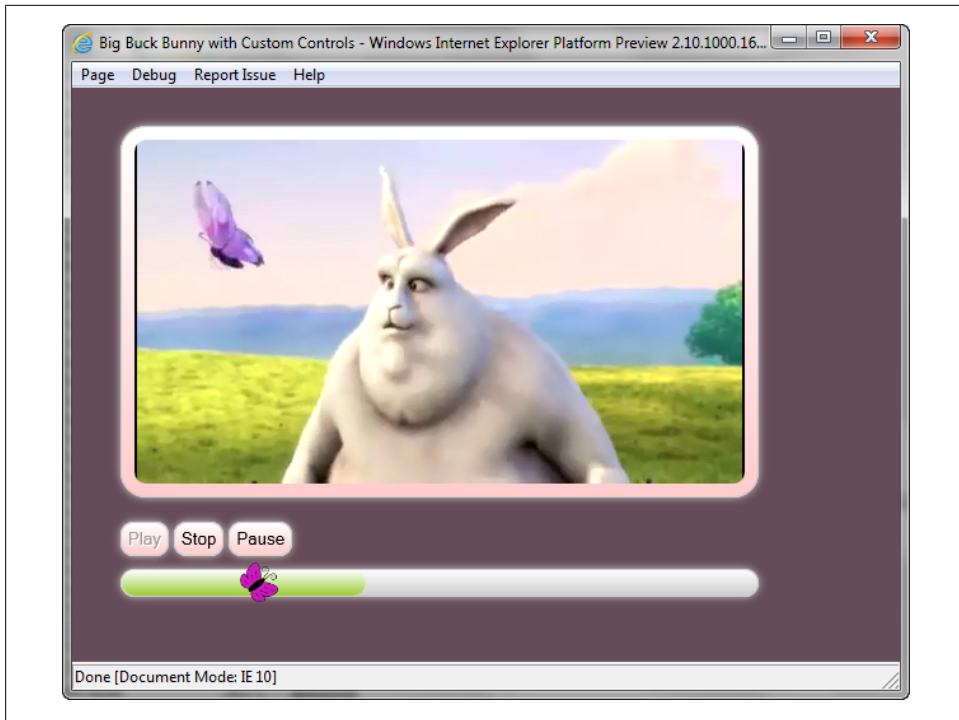 Big Buck Bunny with Custom Controls - Windows Internet Explorer Platform Preview 2.10.1000.16...
Page Debug Report Issue Help
Play Stop Pause
Done [Document Mode: IE 10]